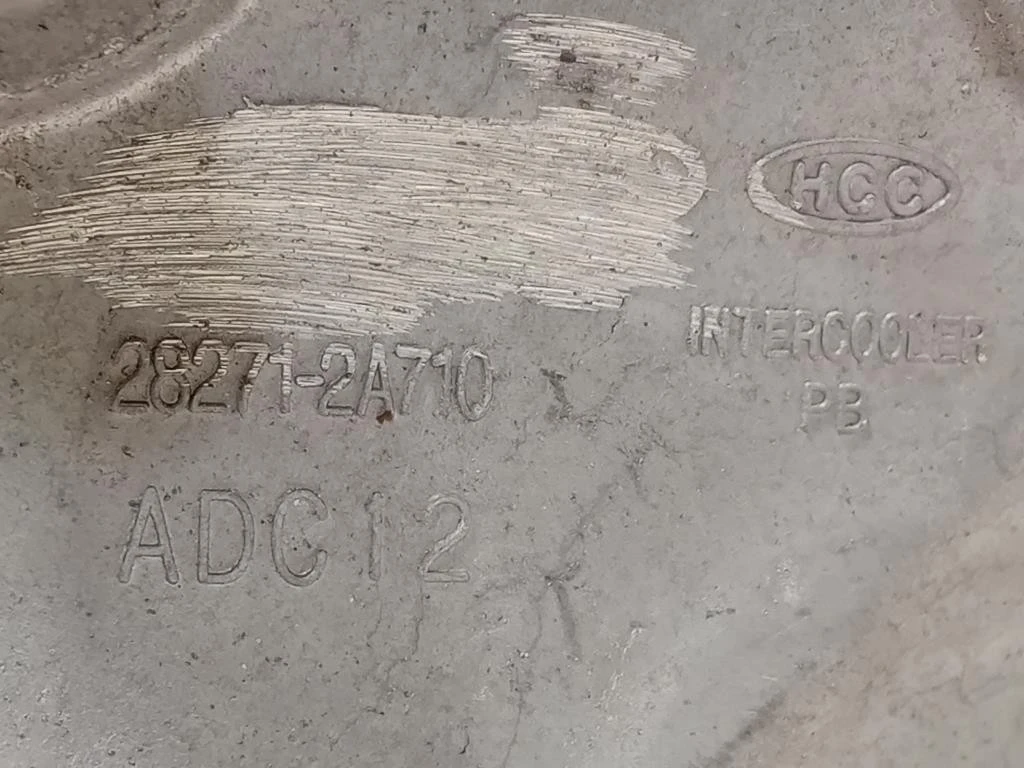 HCC
INTERCOOLER
PB
28271-2A710
ADC12